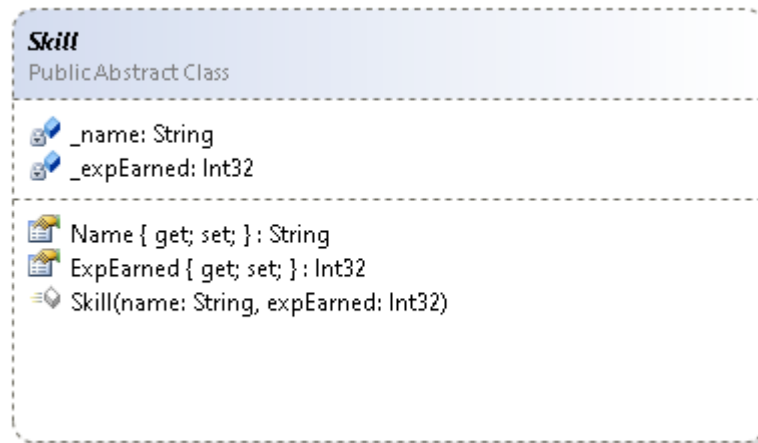 Skill
Public Abstract Class
_name: String
_expEarned: Int32
Name { get; set; } : String
ExpEarned { get; set; } : Int32
Skill(name: String, expEarned: Int32)